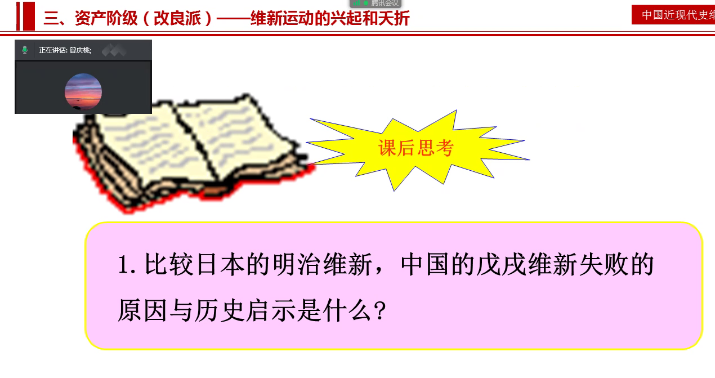 腾讯会议
三、资产阶级（改良派）——维新运动的兴起和夭折
中国近现代史纲
正在讲话:
课后思考
1.比较日本的明治维新，中国的戊戌维新失败的
原因与历史启示是什么?